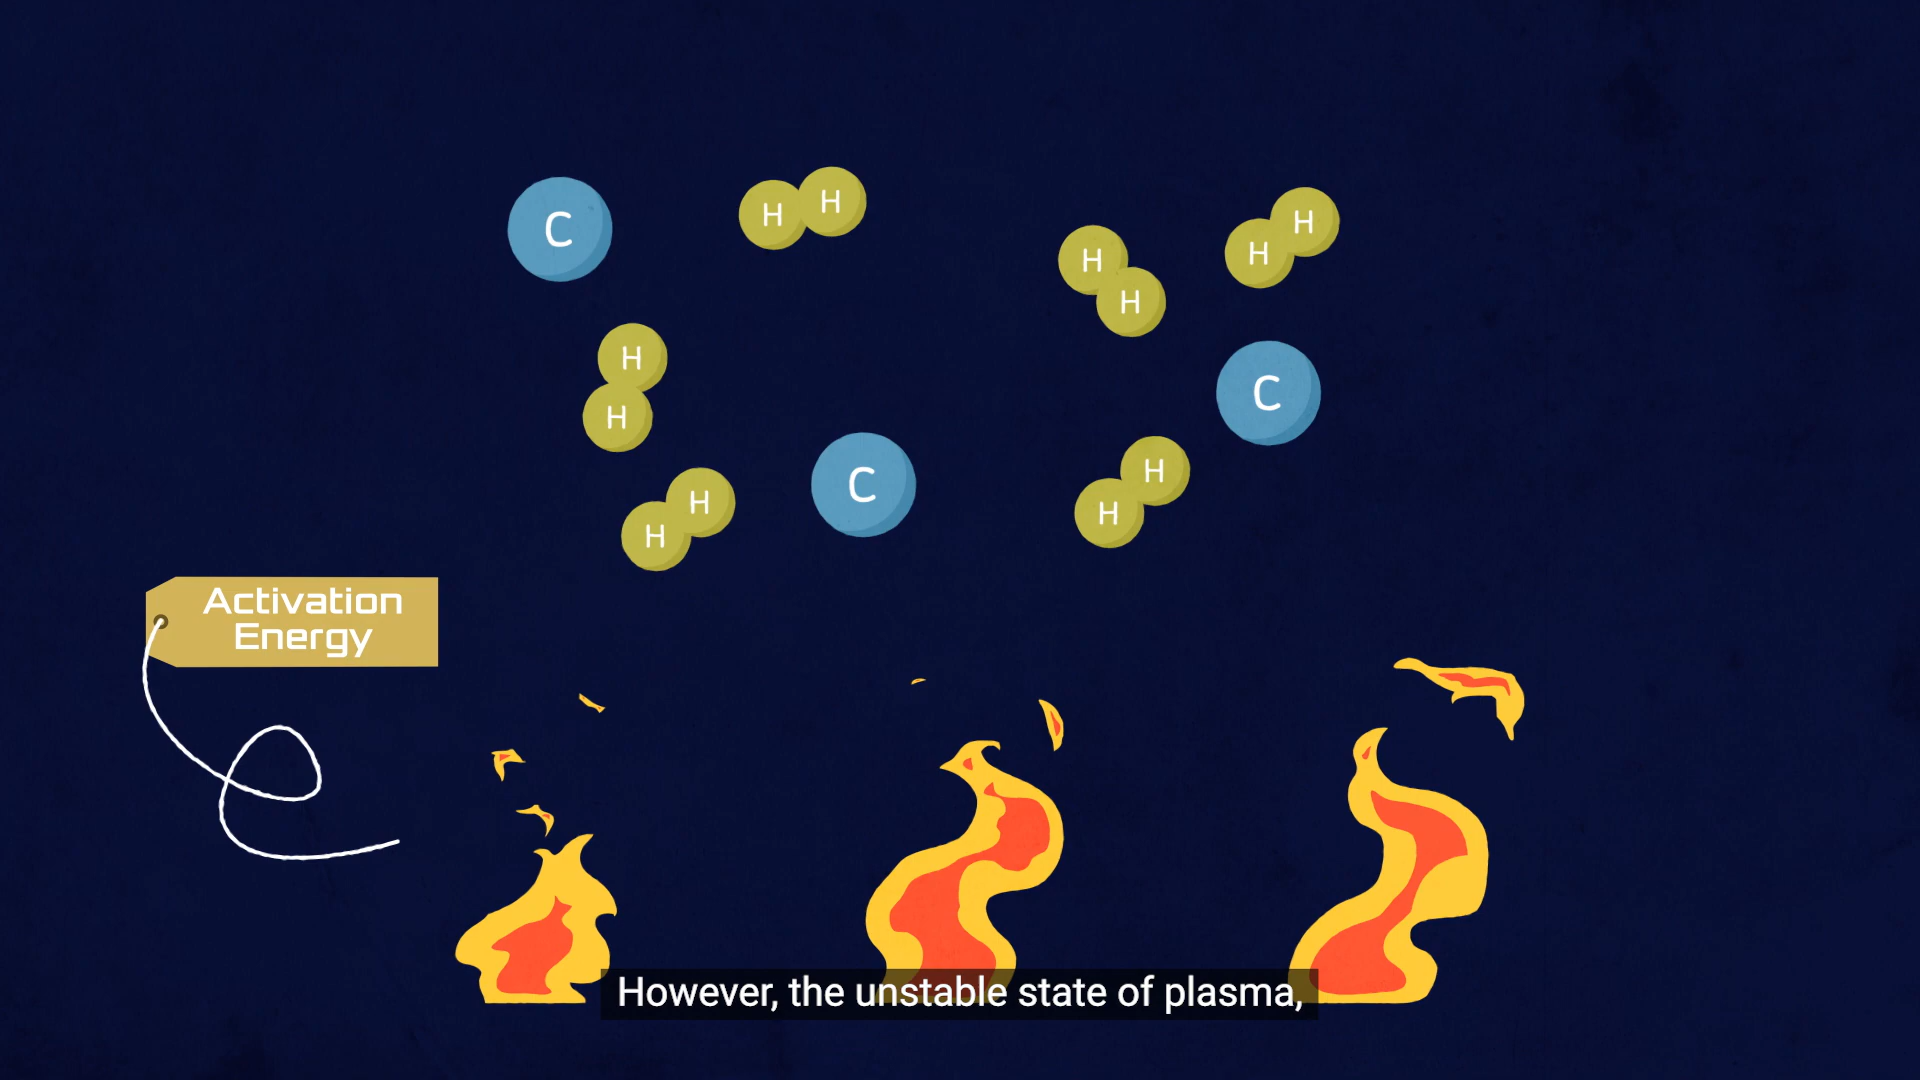 C
H H
H H
H H
H
H
C
H H
C
H H
Activation
Energy
However, the unstable state of plasma,